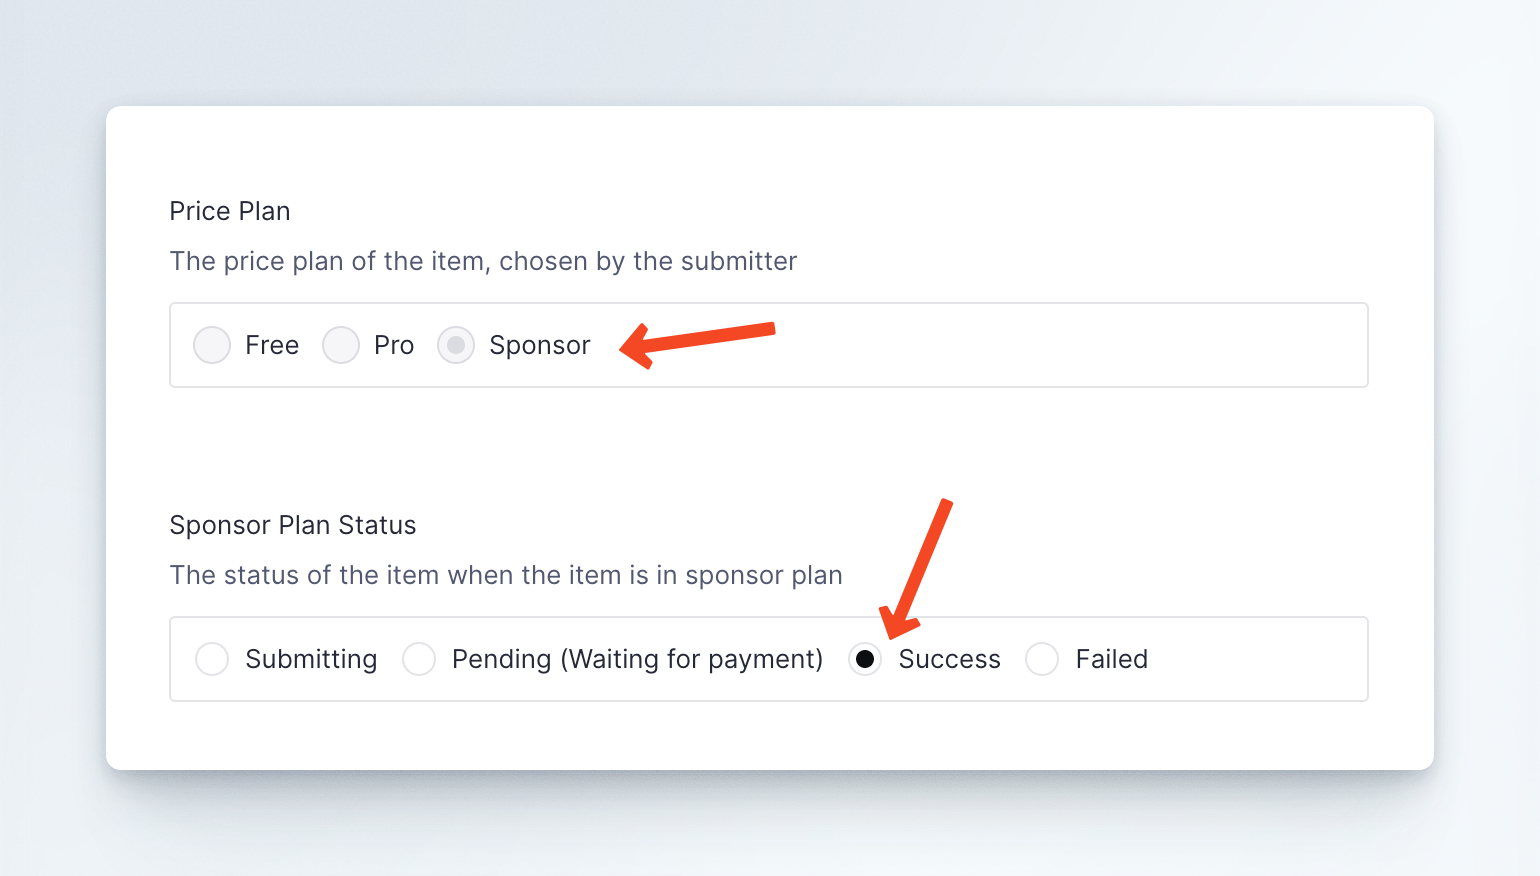 Price Plan
The price plan of the item, chosen by the submitter
Free Pro Sponsor
Sponsor Plan Status
The status of the item when the item is in sponsor plan
Submitting Pending (Waiting for payment) Success Failed